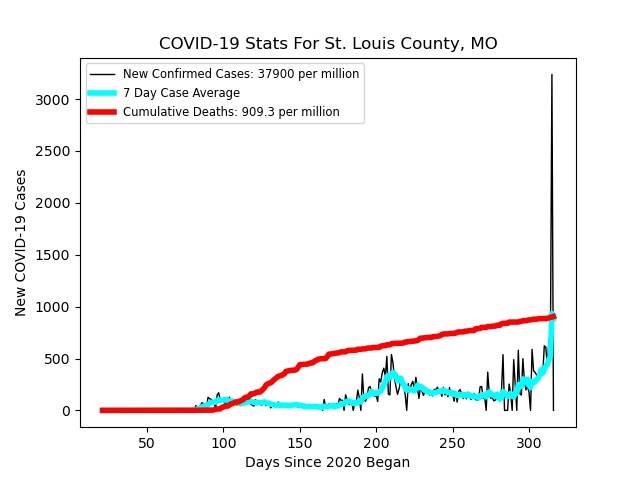 COVID-19 Stats For St. Louis County, MO
New Confirmed Cases: 37900 per million
7 Day Case Average
Cumulative Deaths: 909.3 per million
New COVID-19 Cases
3000
2500
2000
1500
1000
500
0
50 100 150 200 250 300
Days Since 2020 Began